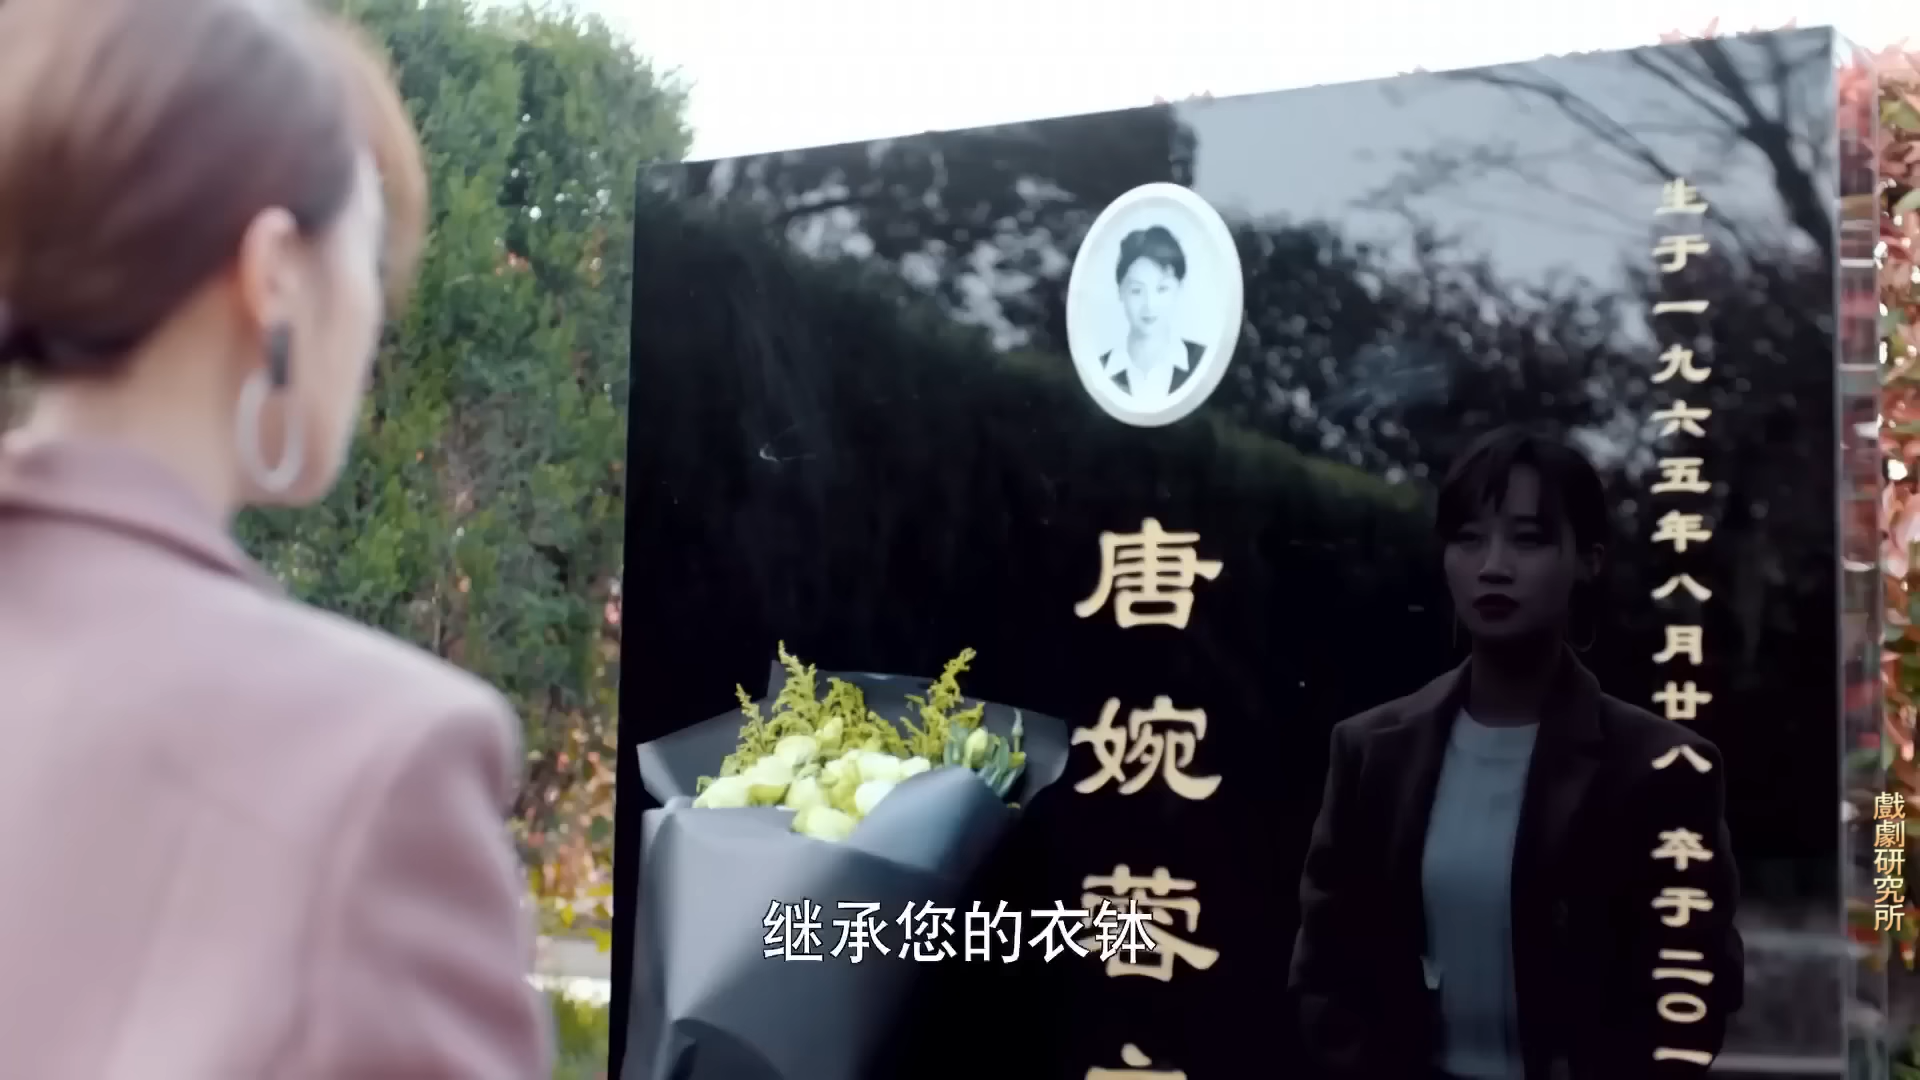 生于一九六五年八月廿八 卒于二〇一
唐婉蓉
继承您的衣钵
戲劇研究所